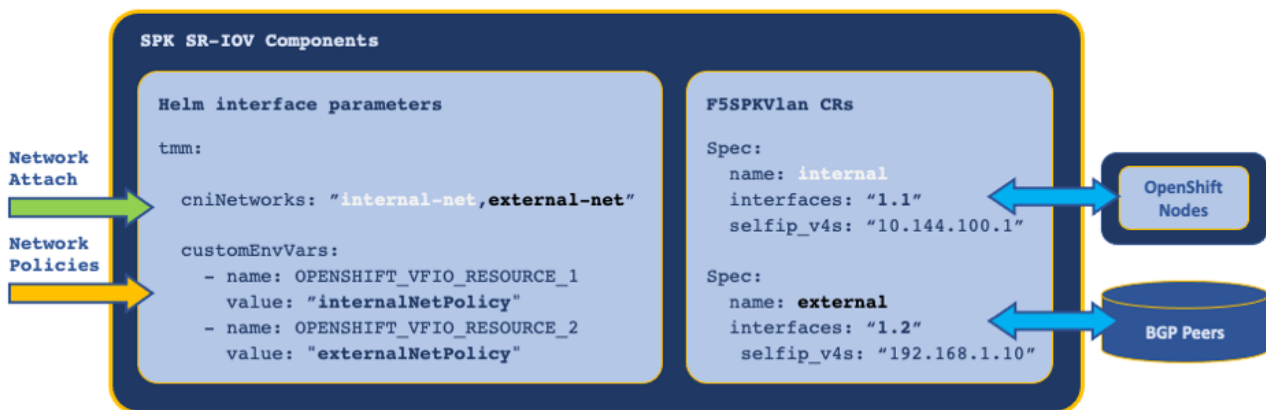 SPK SR-IOV Components
Network
Attach
Network
Policies
Helm interface parameters
tmm:
cniNetworks: ”internal-net,external-net”
customEnvVars:
- name: OPENSHIFT_VFIO_RESOURCE_1
value: ”internalNetPolicy"
- name: OPENSHIFT_VFIO_RESOURCE_2
value: "externalNetPolicy"
F5SPKVlan CRs
Spec:
name: internal
interfaces: “1.1”
selfip_v4s: “10.144.100.1”
Spec:
name: external
interfaces: “1.2”
selfip_v4s: “192.168.1.10”
OpenShift
Nodes
BGP Peers